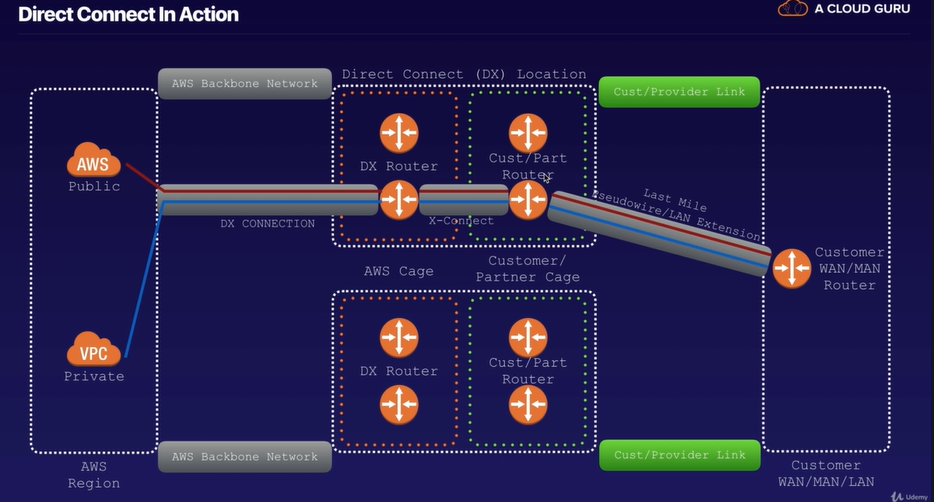 Direct Connect In Action
A CLOUD GURU
AWS Backbone Network
Direct Connect (DX) Location
Cust/Provider Link
AWS
Public
DX Router
Cust/Part
Router
DX CONNECTION
X-Connect
Last Mile
Pseudowire/LAN Extension
Customer
WAN/MAN
Router
AWS Cage
Customer/
Partner Cage
VPC
Private
DX Router
Cust/Part
Router
AWS
Region
AWS Backbone Network
Cust/Provider Link
Customer
WAN/MAN/LAN
Udemy